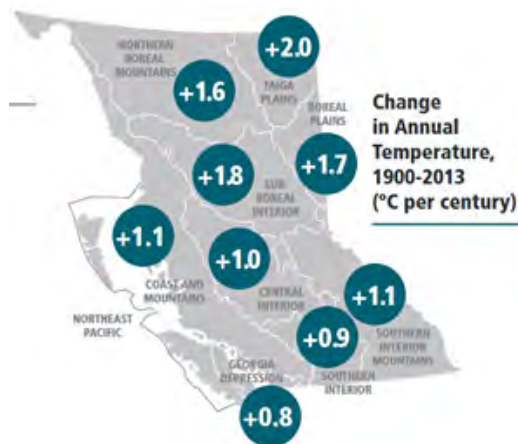 +2.0
NORTHERN
BOREAL
MOUNTAINS
TAIGA
PLAINS
+1.6
BOREAL
PLAINS
Change
in Annual
Temperature,
1900-2013
(°C per century)
+1.7
+1.8
SUB
BOREAL
INTERIOR
+1.1
+1.0
COAST AND
MOUNTAINS
CENTRAL
INTERIOR
+1.1
NORTHEAST
PACIFIC
+0.9
SOUTHERN
INTERIOR
MOUNTAINS
GEORGIA
DEPRESSION
SOUTHERN
INTERIOR
+0.8